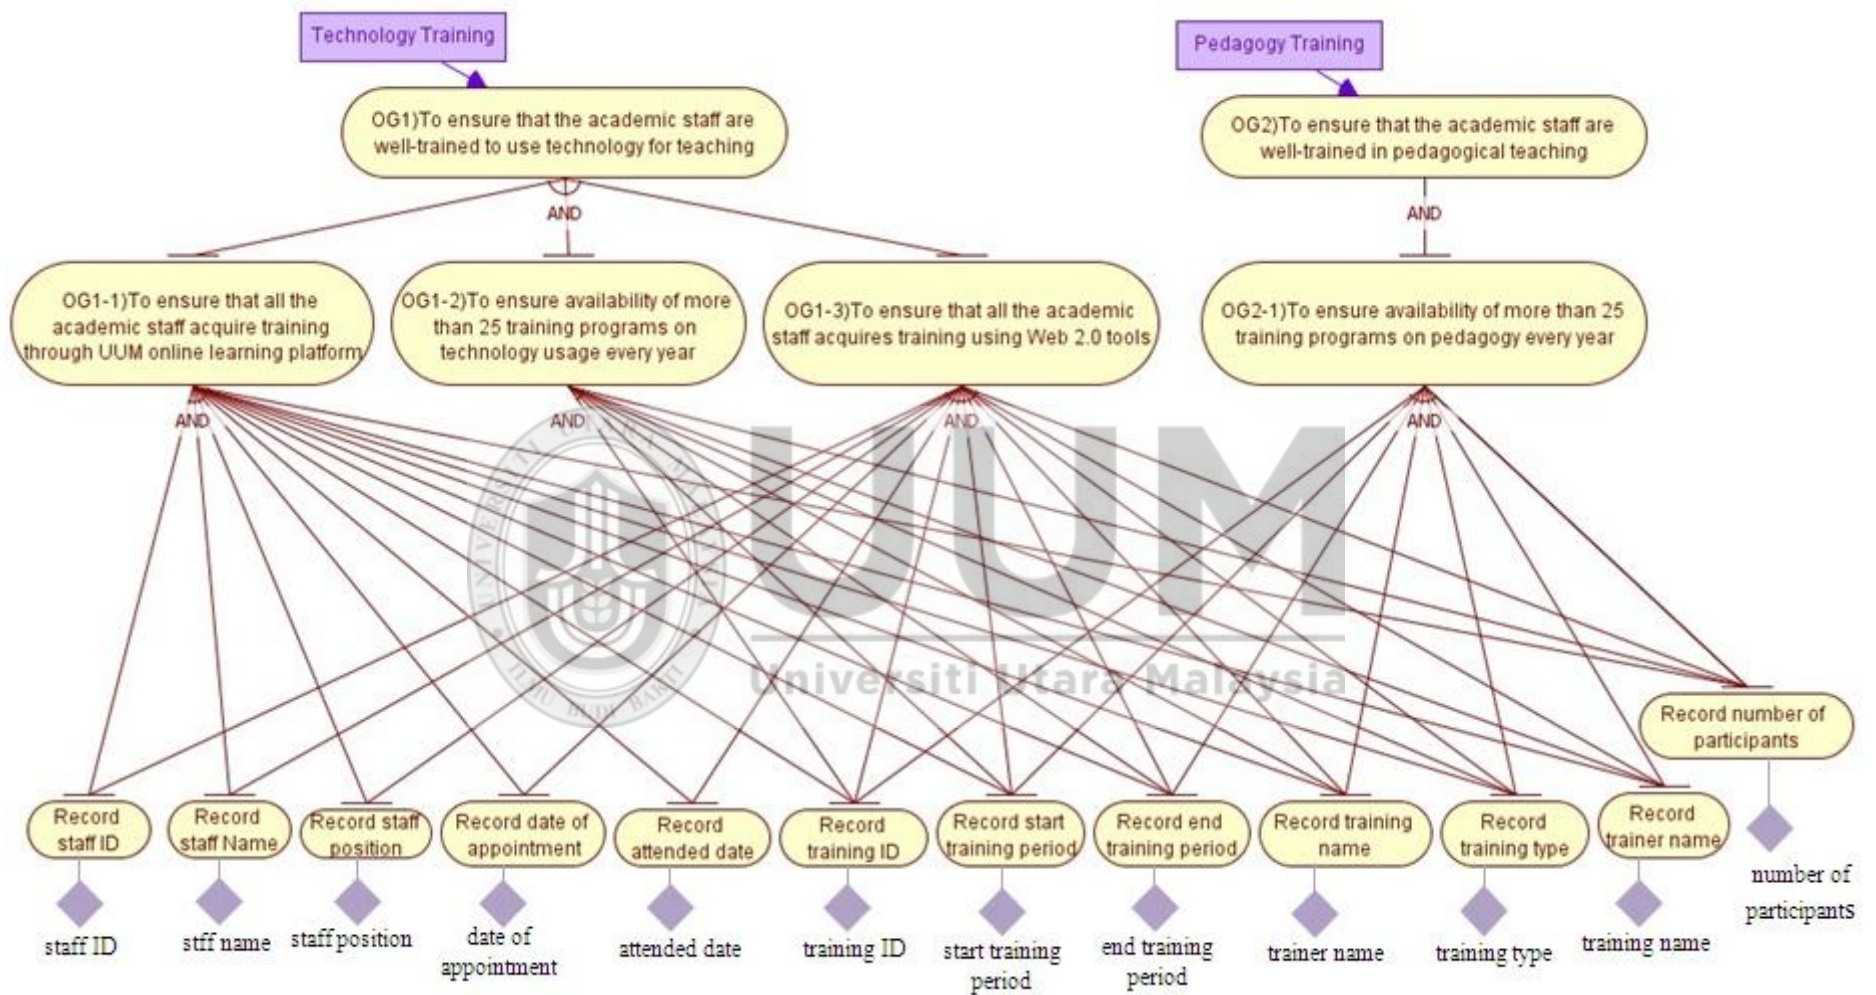 Technology Training
Pedagogy Training
OG1)To ensure that the academic staff are
well-trained to use technology for teaching
OG2)To ensure that the academic staff are
well-trained in pedagogical teaching
AND
AND
OG1-1)To ensure that all the
academic staff acquire training
through UUM online learning platform
OG1-2)To ensure availability of more
than 25 training programs on
technology usage every year
OG1-3)To ensure that all the academic
staff acquires training using Web 2.0 tools
OG2-1)To ensure availability of more than 25
training programs on pedagogy every year
AND
AND
AND
AND
UNIVERSITI UTARA MALAYSIA
ILMU BUDI BAKTI
UUM
Universiti Utara Malaysia
Record number of
participants
Record
staff ID
Record
staff Name
Record staff
position
Record date of
appointment
Record
attended date
Record
training ID
Record start
training period
Record end
training period
Record training
name
Record
training type
Record
trainer name
number of
participants
staff ID
stff name
staff position
date of
appointment
attended date
training ID
start training
period
end training
period
trainer name
training type
training name